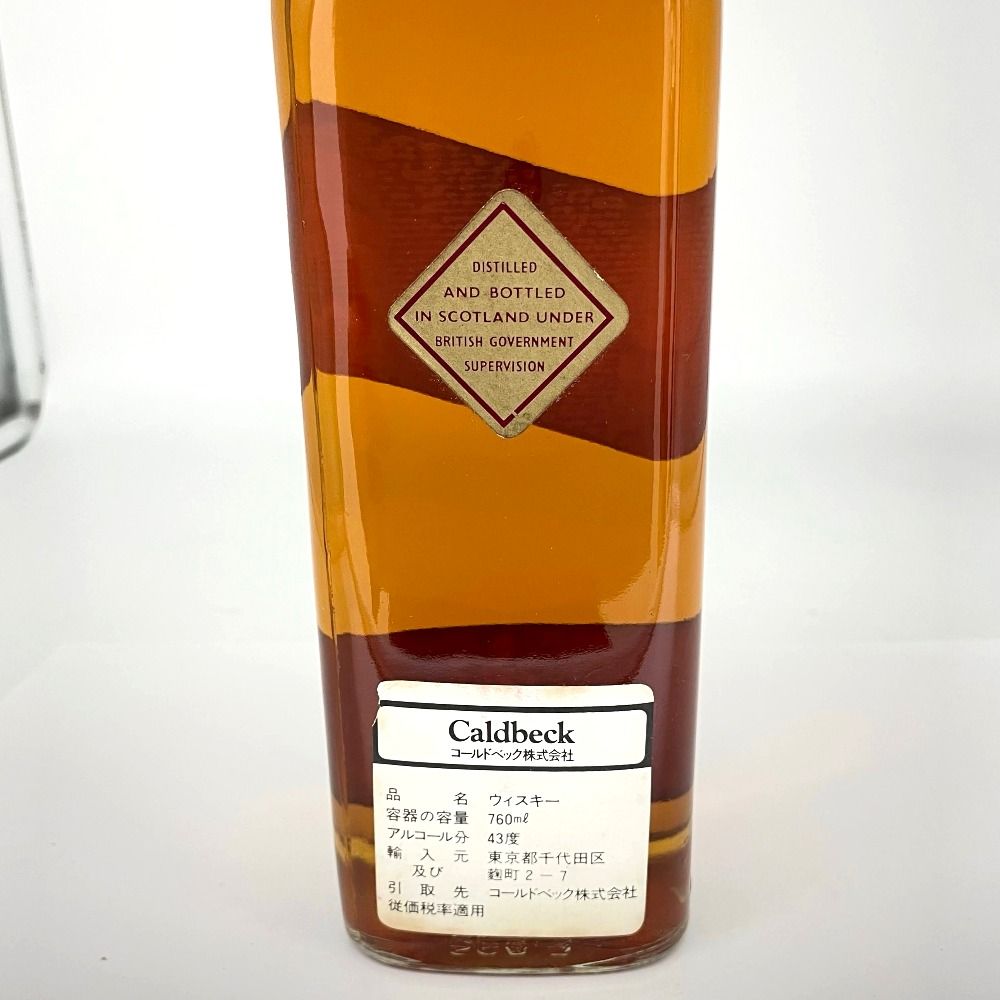 DISTILLED
AND BOTTLED
IN SCOTLAND UNDER
BRITISH GOVERNMENT
SUPERVISION
Caldbeck
コールドベック株式会社
品名 ウィスキー
容器の容量 760mℓ
アルコール分 43度
輸入元 東京都千代田区
及び 麹町2-7
引取先 コールドベック株式会社
従価税率適用